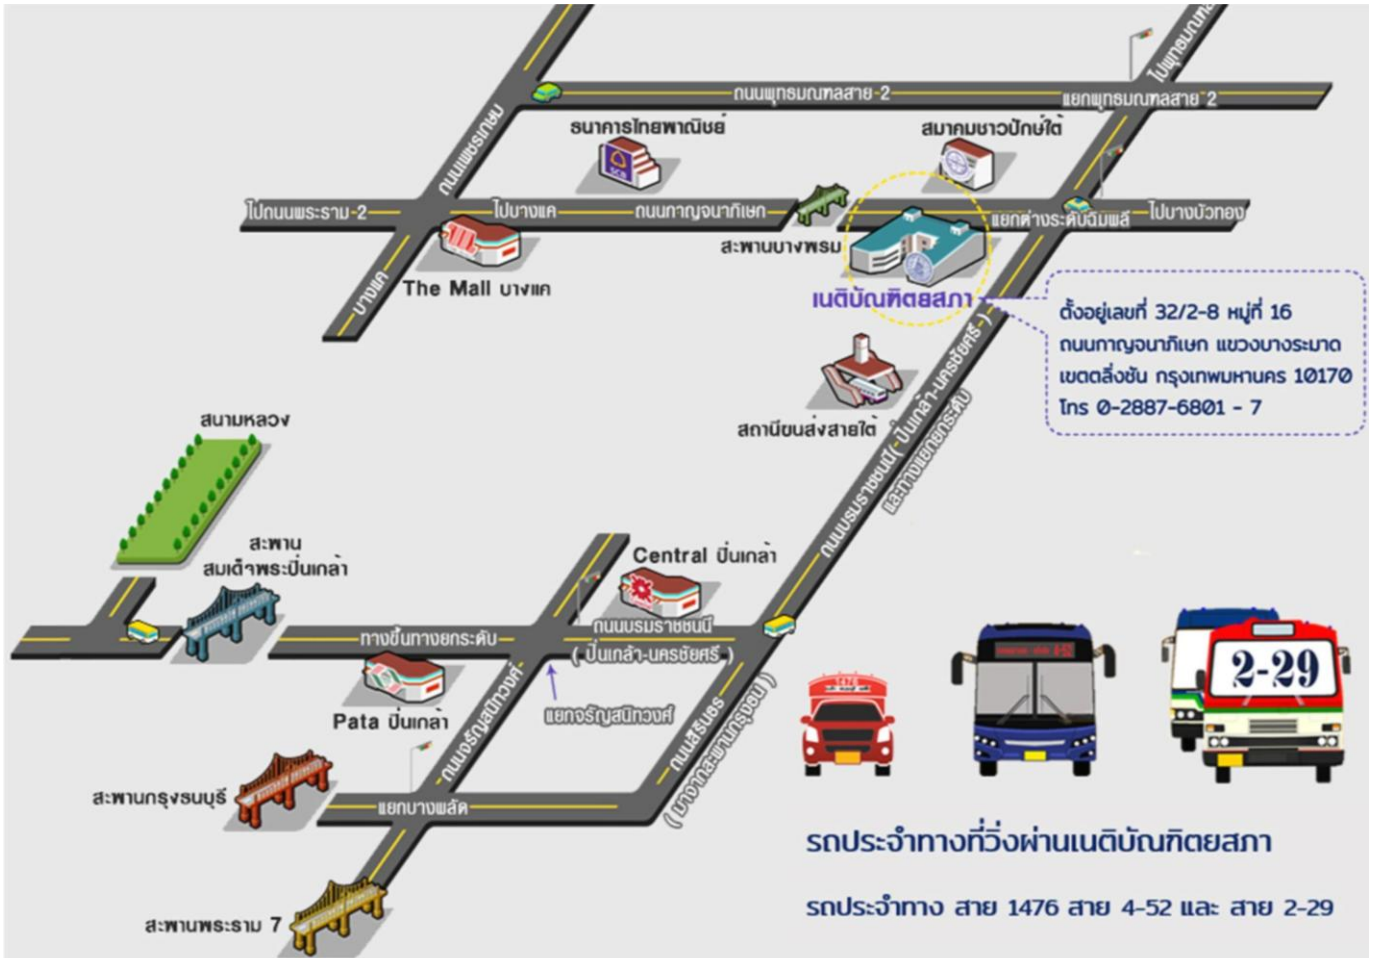 ไปพุทธมณฑล
ถนนพุทธมณฑลสาย 2
แยกพุทธมณฑลสาย 2
ถนนเพชรเกษม
ธนาคารไทยพาณิชย์
SCB
สมาคมชาวปักษ์ใต้
ไปถนนพระราม 2
ไปบางแค
ถนนกาญจนาภิเษก
แยกต่างระดับฉิมพลี
ไปบางบัวทอง
สะพานบางพรม
The Mall บางแค
บางแค
เนติบัณฑิตยสภา
ตั้งอยู่เลขที่ 32/2-8 หมู่ที่ 16
ถนนกาญจนาภิเษก แขวงบางระมาด
เขตตลิ่งชัน กรุงเทพมหานคร 10170
โทร 0-2887-6801 - 7
สถานีขนส่งสายใต้
ถนนบรมราชชนนี( ปิ่นเกล้า-นครชัยศรี )
และทางแยกยกระดับ
สนามหลวง
สะพาน
สมเด็จพระปิ่นเกล้า
Central ปิ่นเกล้า
ทางขึ้นทางยกระดับ
ถนนบรมราชชนนี
( ปิ่นเกล้า-นครชัยศรี )
Pata ปิ่นเกล้า
ถนนจรัญสนิทวงศ์
แยกจรัญสนิทวงศ์
ถนนสิรินธร
( มาจากสะพานกรุงธน )
สะพานกรุงธนบุรี
แยกบางพลัด
สะพานพระราม 7
1476
4-52
2-29
รถประจำทางที่วิ่งผ่านเนติบัณฑิตยสภา
รถประจำทาง สาย 1476 สาย 4-52 และ สาย 2-29